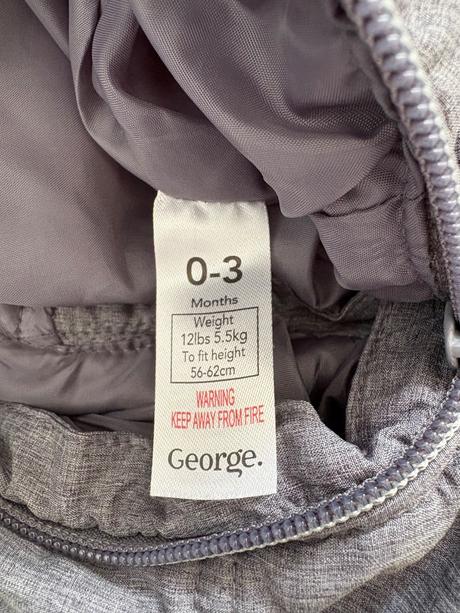 0-3
Months
Weight
12lbs 5.5kg
To fit height
56-62cm
WARNING
KEEP AWAY FROM FIRE
George.